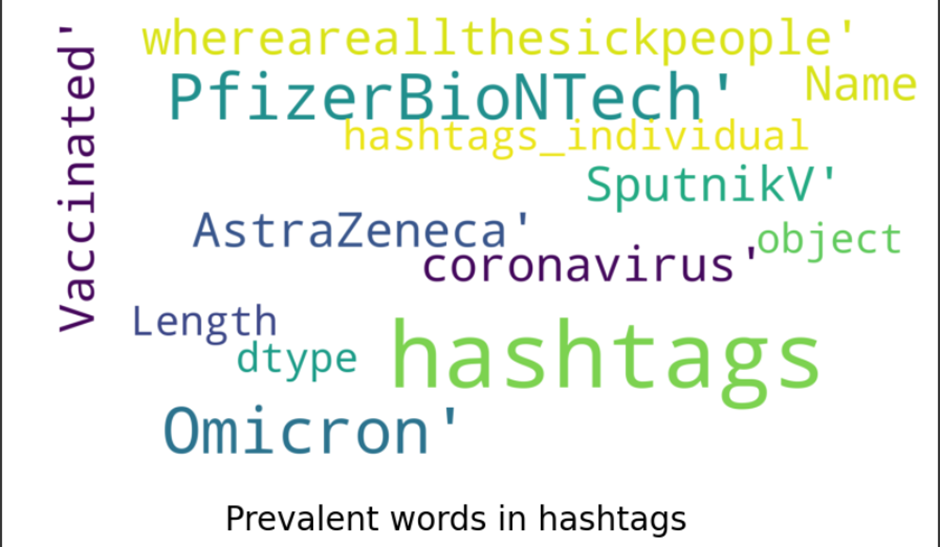 whereareallthesickpeople'
Vaccinated'
PfizerBioNTech'
Name
hashtags_individual
SputnikV'
AstraZeneca'
object
coronavirus'
Length
dtype
hashtags
Omicron'
Prevalent words in hashtags